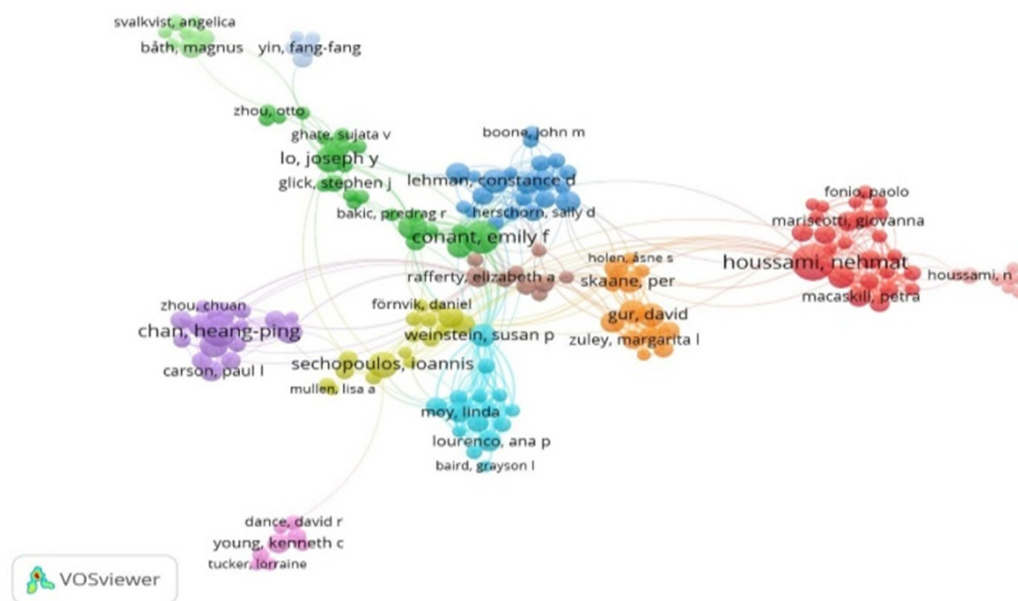 svalkvist, angelica
båth, magnus
yin, fang-fang
zhou, otto
ghate, sujata v
boone, john m
lo, joseph y
glick, stephen j
lehman, constance d
fonio, paolo
bakic, predrag r
herschorn, sally d
mariscotti, giovanna
conant, emily f
holen, åsne s
houssami, nehmat
rafferty, elizabeth a
skaane, per
houssami, n
macaskill, petra
zhou, chuan
förnvik, daniel
gur, david
chan, heang-ping
weinstein, susan p
zuley, margarita l
carson, paul l
sechopoulos, ioannis
mullen, lisa a
moy, linda
lourenco, ana p
baird, grayson l
dance, david r
young, kenneth c
tucker, lorraine
VOSviewer